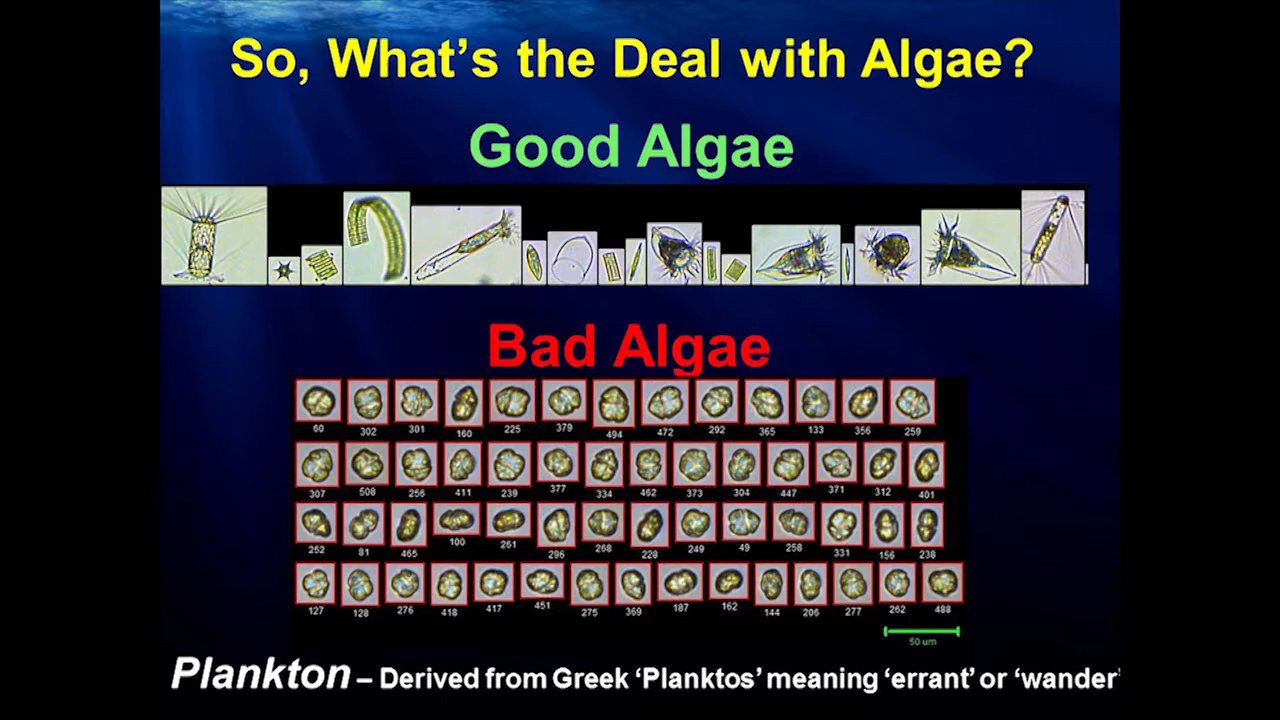 So, What's the Deal with Algae?
Good Algae
Bad Algae
60 302 301 160 225 379 494 472 292 365 133 356 259
307 508 256 411 239 377 334 462 373 304 447 371 312 401
252 81 465 100 261 296 268 228 249 49 258 331 156 238
127 128 276 418 417 451 275 369 187 162 144 206 277 262 488
50 um
Plankton – Derived from Greek 'Planktos' meaning 'errant' or 'wander'